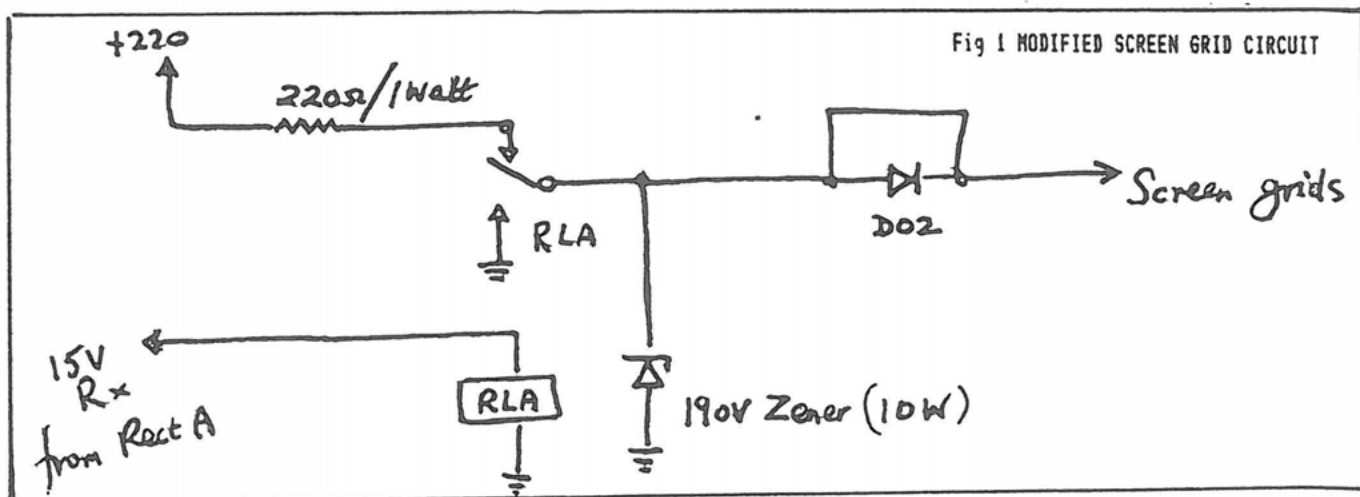 Fig 1 MODIFIED SCREEN GRID CIRCUIT
+220
220Ω/1Watt
Screen grids
D02
RLA
15V
Rx
from Rect A
RLA
190V Zener (10W)